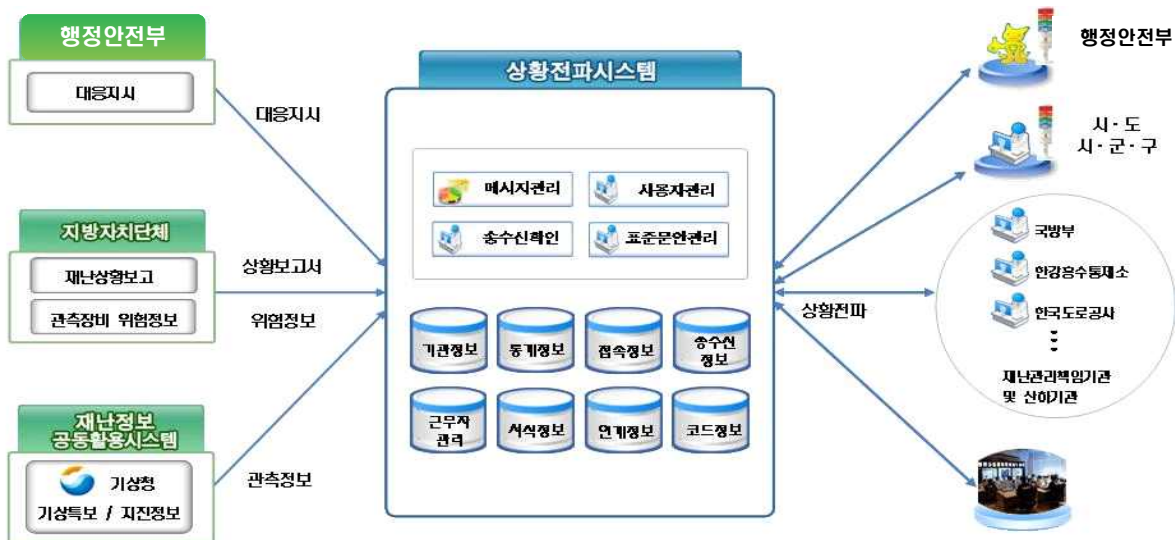 행정안전부
대응지시
지방자치단체
재난상황보고
관측장비 위험정보
재난정보
공동활용시스템
기상청
기상특보 / 지진정보
대응지시
상황보고서
위험정보
관측정보
상황전파시스템
메시지관리
사용자관리
송수신확인
표준문안관리
기관정보
통계정보
접속정보
송수신
정보
근무자
관리
서식정보
연계정보
코드정보
상황전파
행정안전부
시·도
시·군·구
국방부
한강홍수통제소
한국도로공사
재난관리책임기관
및 산하기관